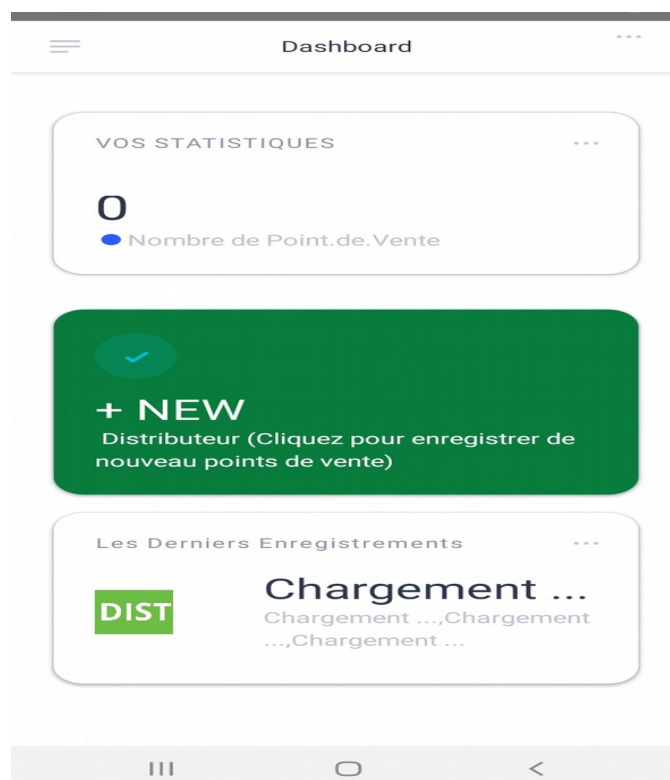 Dashboard
VOS STATISTIQUES
0
Nombre de Point.de.Vente
+ NEW
Distributeur (Cliquez pour enregistrer de
nouveau points de vente)
Les Derniers Enregistrements
DIST
Chargement ...
Chargement ...,Chargement
...,Chargement ...